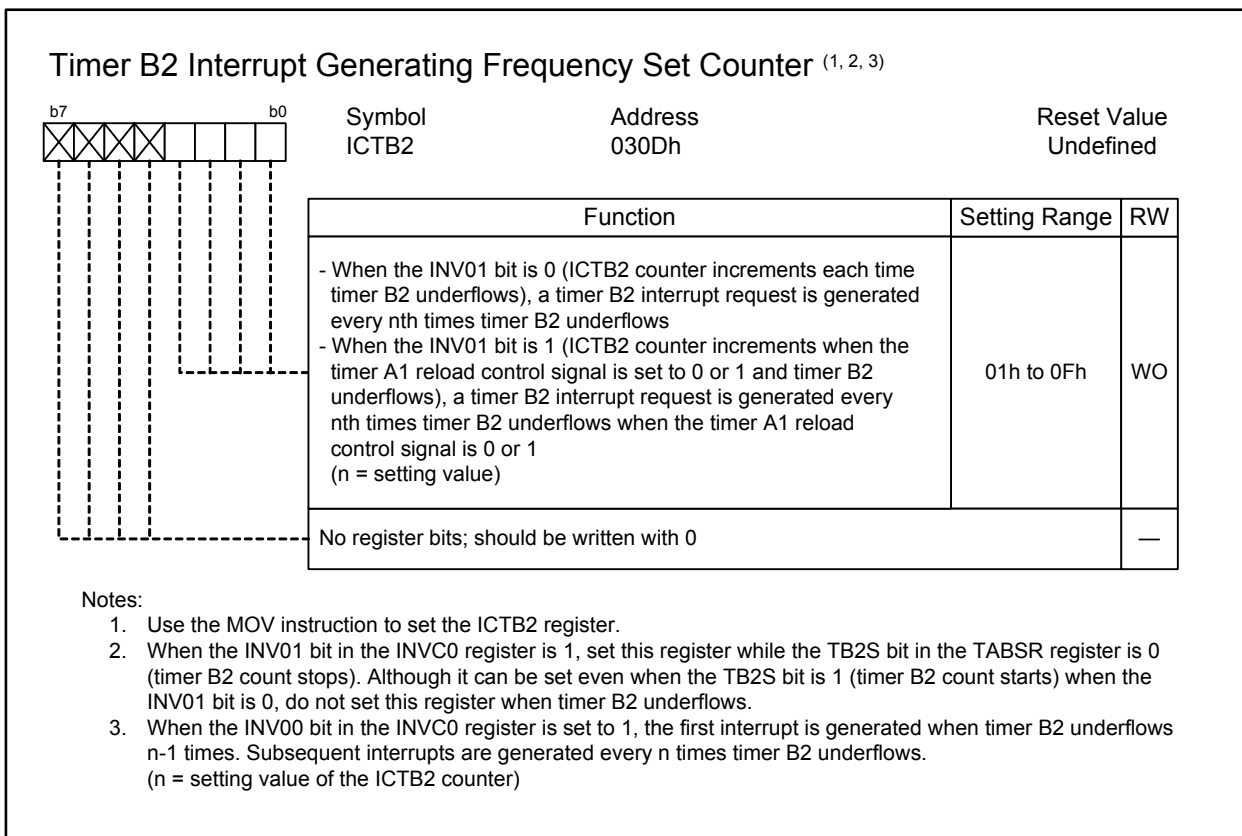 Timer B2 Interrupt Generating Frequency Set Counter (1, 2, 3)
b7 b0
Symbol Address Reset Value
ICTB2 030Dh Undefined
Function Setting Range RW
- When the INV01 bit is 0 (ICTB2 counter increments each time
timer B2 underflows), a timer B2 interrupt request is generated
every nth times timer B2 underflows
- When the INV01 bit is 1 (ICTB2 counter increments when the
timer A1 reload control signal is set to 0 or 1 and timer B2
underflows), a timer B2 interrupt request is generated every
nth times timer B2 underflows when the timer A1 reload
control signal is 0 or 1
(n = setting value)
01h to 0Fh WO
No register bits; should be written with 0 —
Notes:
1. Use the MOV instruction to set the ICTB2 register.
2. When the INV01 bit in the INVC0 register is 1, set this register while the TB2S bit in the TABSR register is 0
(timer B2 count stops). Although it can be set even when the TB2S bit is 1 (timer B2 count starts) when the
INV01 bit is 0, do not set this register when timer B2 underflows.
3. When the INV00 bit in the INVC0 register is set to 1, the first interrupt is generated when timer B2 underflows
n-1 times. Subsequent interrupts are generated every n times timer B2 underflows.
(n = setting value of the ICTB2 counter)